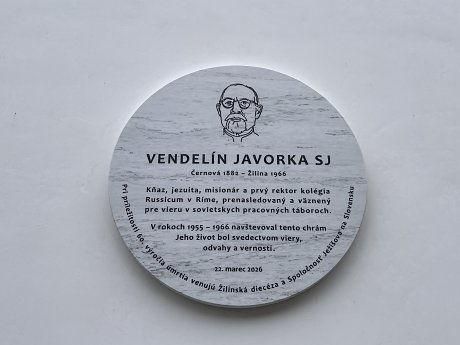 VENDELÍN JAVORKA SJ
Černová 1882 – Žilina 1966
Kňaz, jezuita, misionár a prvý rektor kolégia
Russicum v Ríme, prenasledovaný a väznený
pre vieru v sovietskych pracovných táboroch.
V rokoch 1955 – 1966 navštevoval tento chrám
Jeho život bol svedectvom viery,
odvahy a vernosti.
22. marec 2026
Pri príležitosti 60. výročia úmrtia venujú Žilinská diecéza a Spoločnosť Ježišova na Slovensku